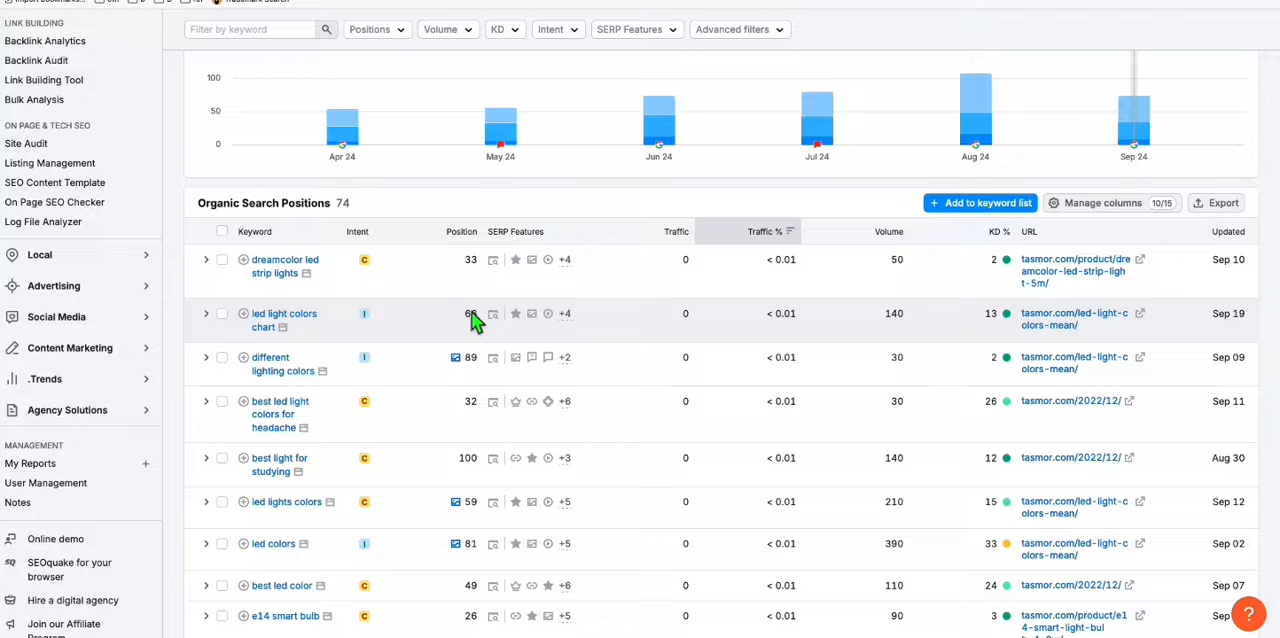 LINK BUILDING
Backlink Analytics
Backlink Audit
Link Building Tool
Bulk Analysis
ON PAGE & TECH SEO
Site Audit
Listing Management
SEO Content Template
On Page SEO Checker
Log File Analyzer
Local
Advertising
Social Media
Content Marketing
.Trends
Agency Solutions
MANAGEMENT
My Reports +
User Management
Notes
Online demo
SEOquake for your
browser
Hire a digital agency
Join our Affiliate
Program
Filter by keyword Positions Volume KD Intent SERP Features Advanced filters
100
50
0
Apr 24 May 24 Jun 24 Jul 24 Aug 24 Sep 24
Organic Search Positions 74 + Add to keyword list Manage columns 10/15 Export
Keyword Intent Position SERP Features Traffic Traffic % Volume KD % URL Updated
dreamcolor led C 33 +4 0 < 0.01 50 2 tasmor.com/product/dre Sep 10
strip lights amcolor-led-strip-ligh
t-5m/
led light colors I +4 0 < 0.01 140 13 tasmor.com/led-light-c Sep 19
chart olors-mean/
different I 89 +2 0 < 0.01 30 2 tasmor.com/led-light-c Sep 09
lighting colors olors-mean/
best led light C 32 +6 0 < 0.01 30 26 tasmor.com/2022/12/ Sep 11
colors for
headache
best light for C 100 +3 0 < 0.01 140 12 tasmor.com/2022/12/ Aug 30
studying
led lights colors C 59 +5 0 < 0.01 210 15 tasmor.com/led-light-c Sep 12
olors-mean/
led colors I 81 +5 0 < 0.01 390 33 tasmor.com/led-light-c Sep 02
olors-mean/
best led color C 49 +6 0 < 0.01 110 24 tasmor.com/2022/12/ Sep 07
e14 smart bulb C 26 +5 0 < 0.01 90 3 tasmor.com/product/e1 Sep
4-smart-light-bul
?